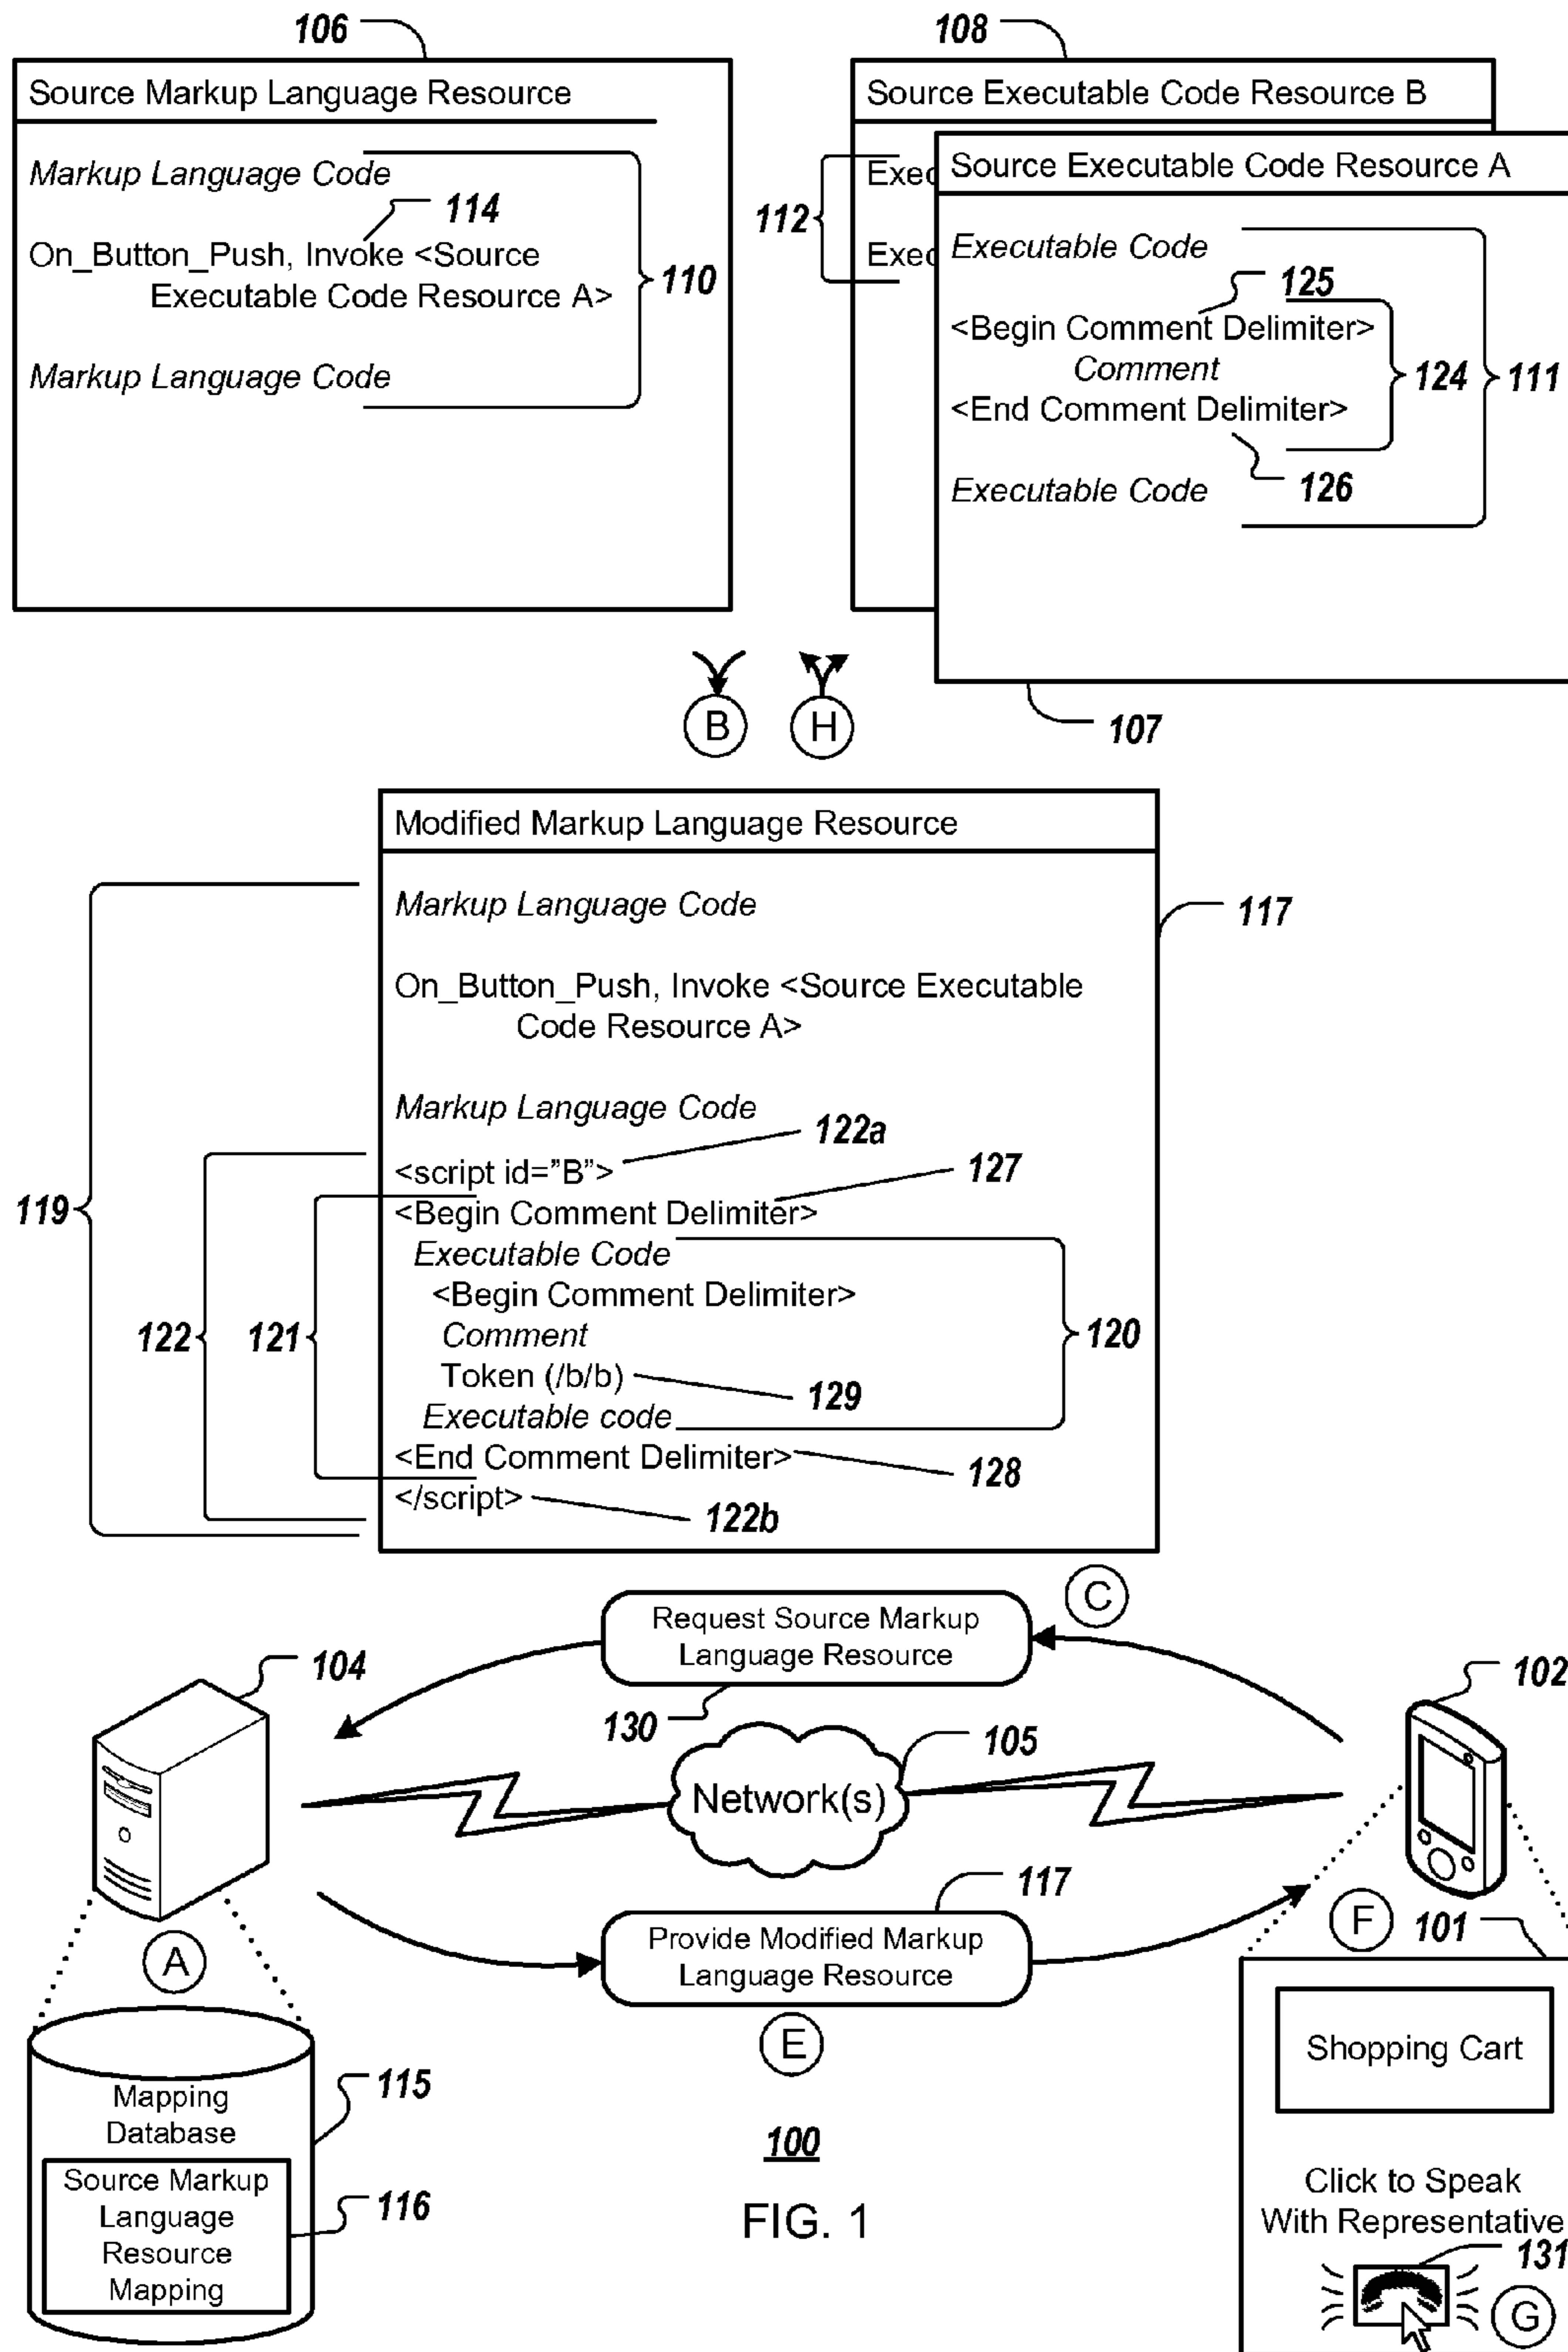 106
Source Markup Language Resource
Markup Language Code
114
On_Button_Push, Invoke <Source
Executable Code Resource A>
110
Markup Language Code
108
Source Executable Code Resource B
112
Exec
Exec
Source Executable Code Resource A
Executable Code
125
<Begin Comment Delimiter>
Comment
124
111
<End Comment Delimiter>
126
Executable Code
107
B
H
Modified Markup Language Resource
117
Markup Language Code
On_Button_Push, Invoke <Source Executable
Code Resource A>
Markup Language Code
122a
<script id="B">
127
119
<Begin Comment Delimiter>
Executable Code
<Begin Comment Delimiter>
122
121
Comment
120
Token (/b/b)
129
Executable code
<End Comment Delimiter>
128
</script>
122b
C
Request Source Markup
Language Resource
130
104
102
105
Network(s)
117
Provide Modified Markup
Language Resource
E
A
F
101
Mapping
Database
115
Source Markup
Language
Resource
Mapping
116
100
FIG. 1
Shopping Cart
Click to Speak
With Representative
131
G